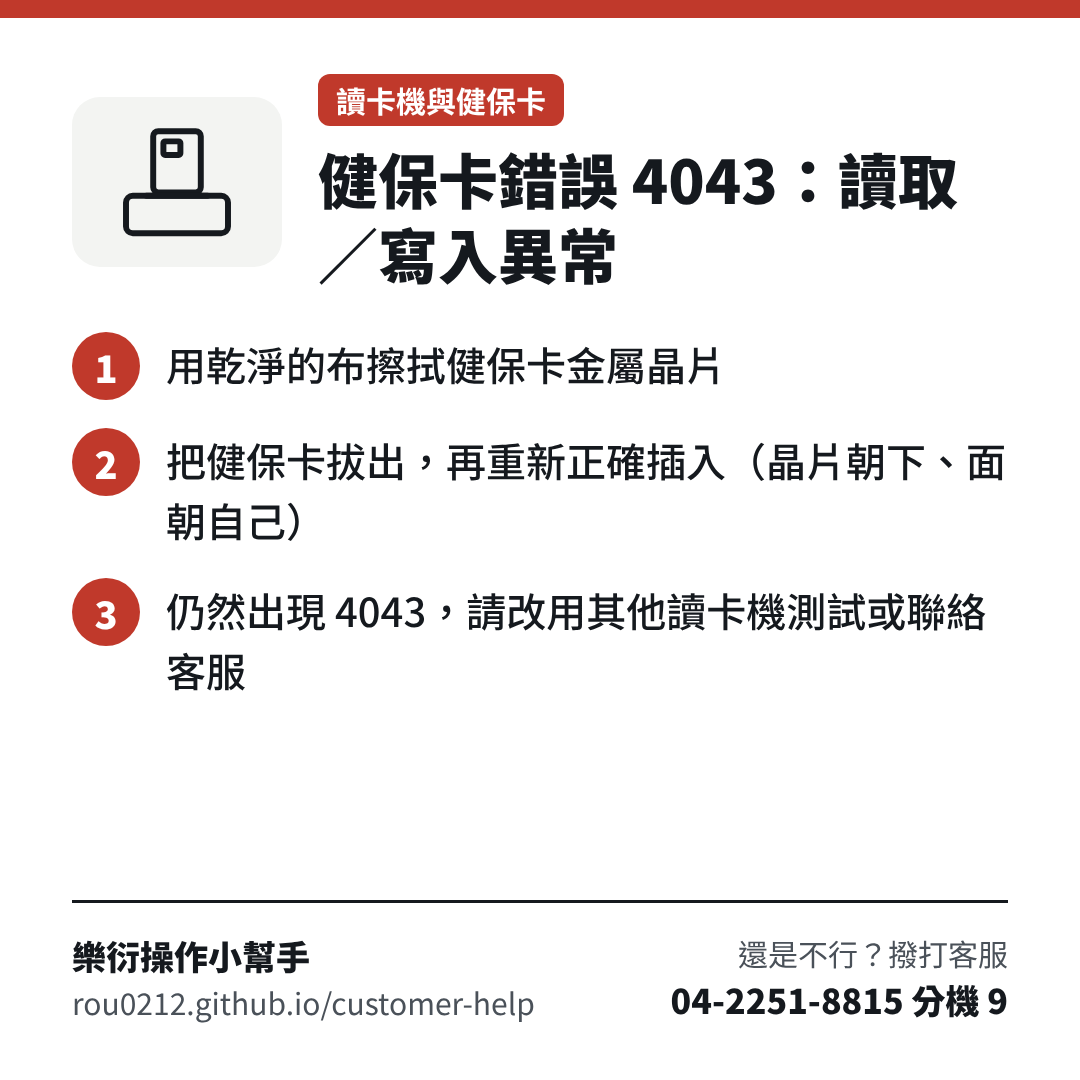 讀卡機與健保卡
健保卡錯誤 4043：讀取
／寫入異常
1 用乾淨的布擦拭健保卡金屬晶片
2 把健保卡拔出，再重新正確插入（晶片朝下、面
朝自己）
3 仍然出現 4043，請改用其他讀卡機測試或聯絡
客服
樂衍操作小幫手
rou0212.github.io/customer-help
還是不行？撥打客服
04-2251-8815 分機 9